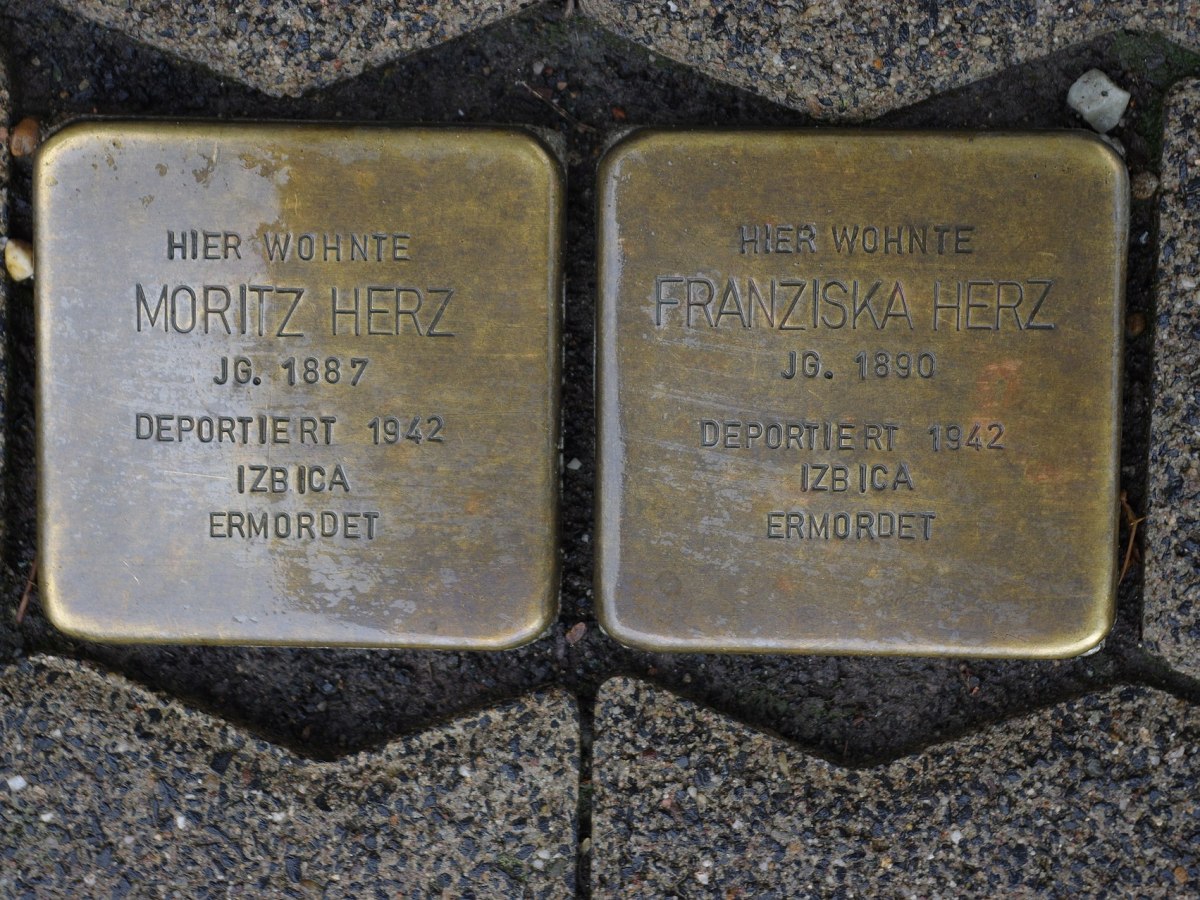 HIER WOHNTE
MORITZ HERZ
JG. 1887
DEPORTIERT 1942
IZBICA
ERMORDET
HIER WOHNTE
FRANZISKA HERZ
JG. 1890
DEPORTIERT 1942
IZBICA
ERMORDET